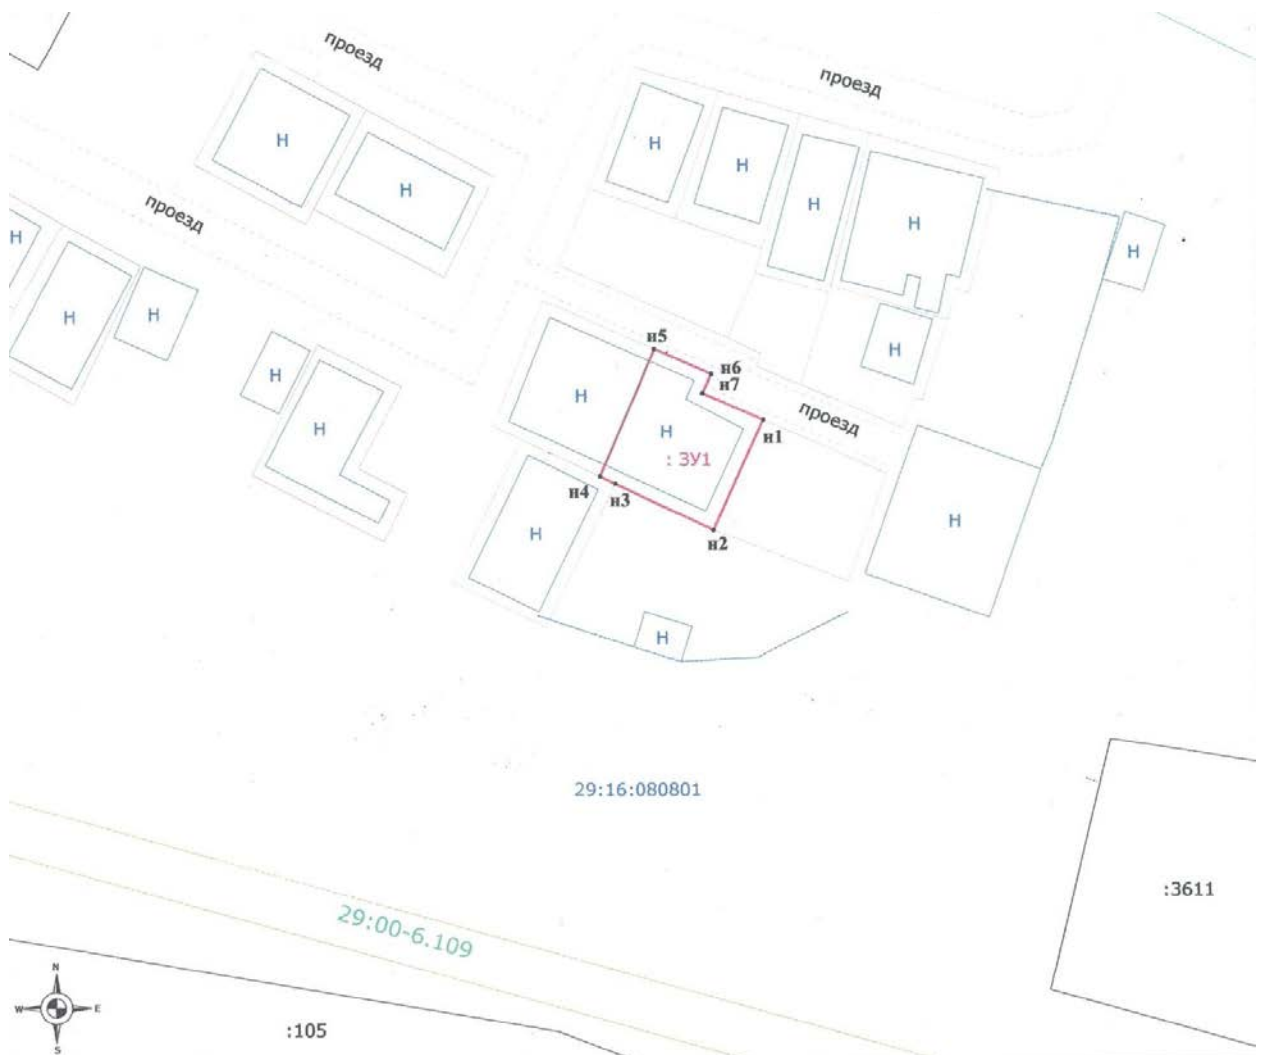 проезд
проезд
Н
Н
Н
Н
Н
проезд
Н
Н
Н
Н
Н
Н
н5
Н
Н
н6
н7
Н
проезд
Н
Н
н1
: ЗУ1
н4
н3
Н
Н
н2
Н
29:16:080801
:3611
29:00-6.109
N
W
E
S
:105